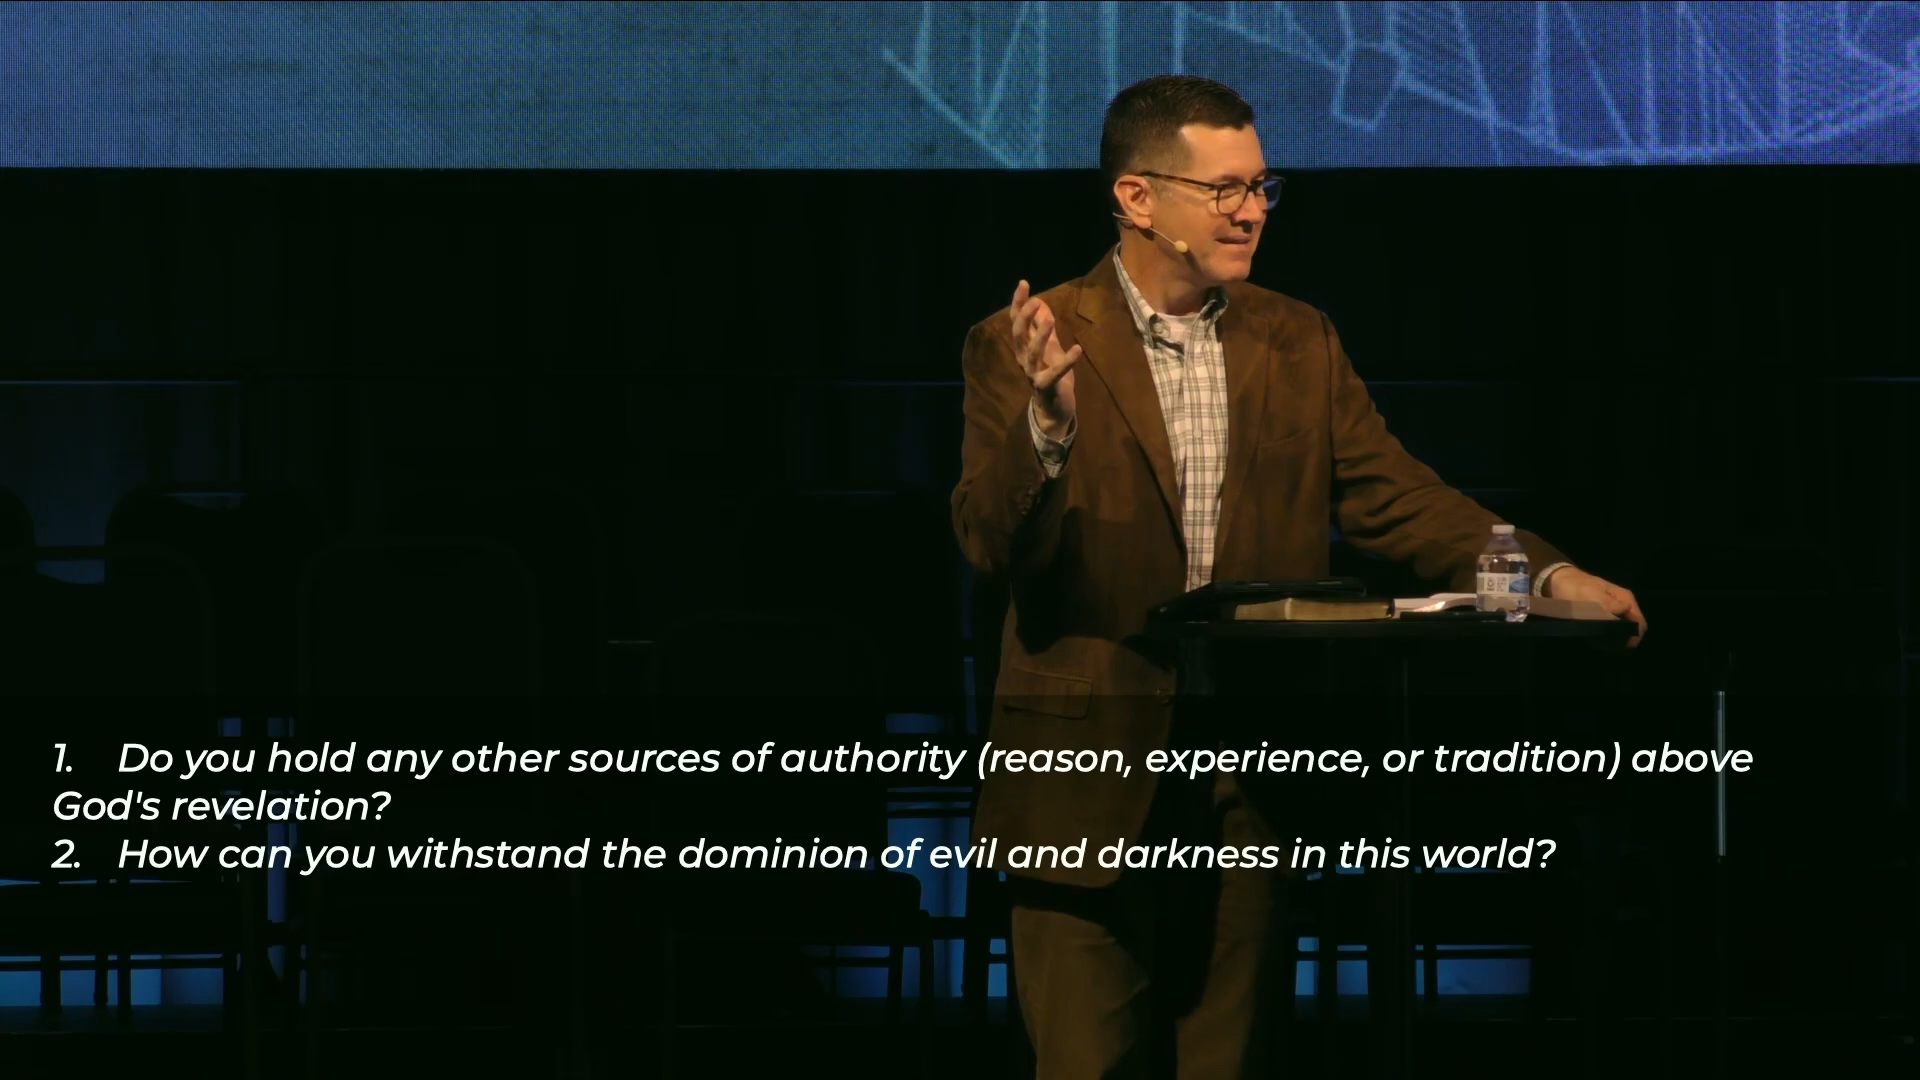 1. Do you hold any other sources of authority (reason, experience, or tradition) above
God's revelation?
2. How can you withstand the dominion of evil and darkness in this world?